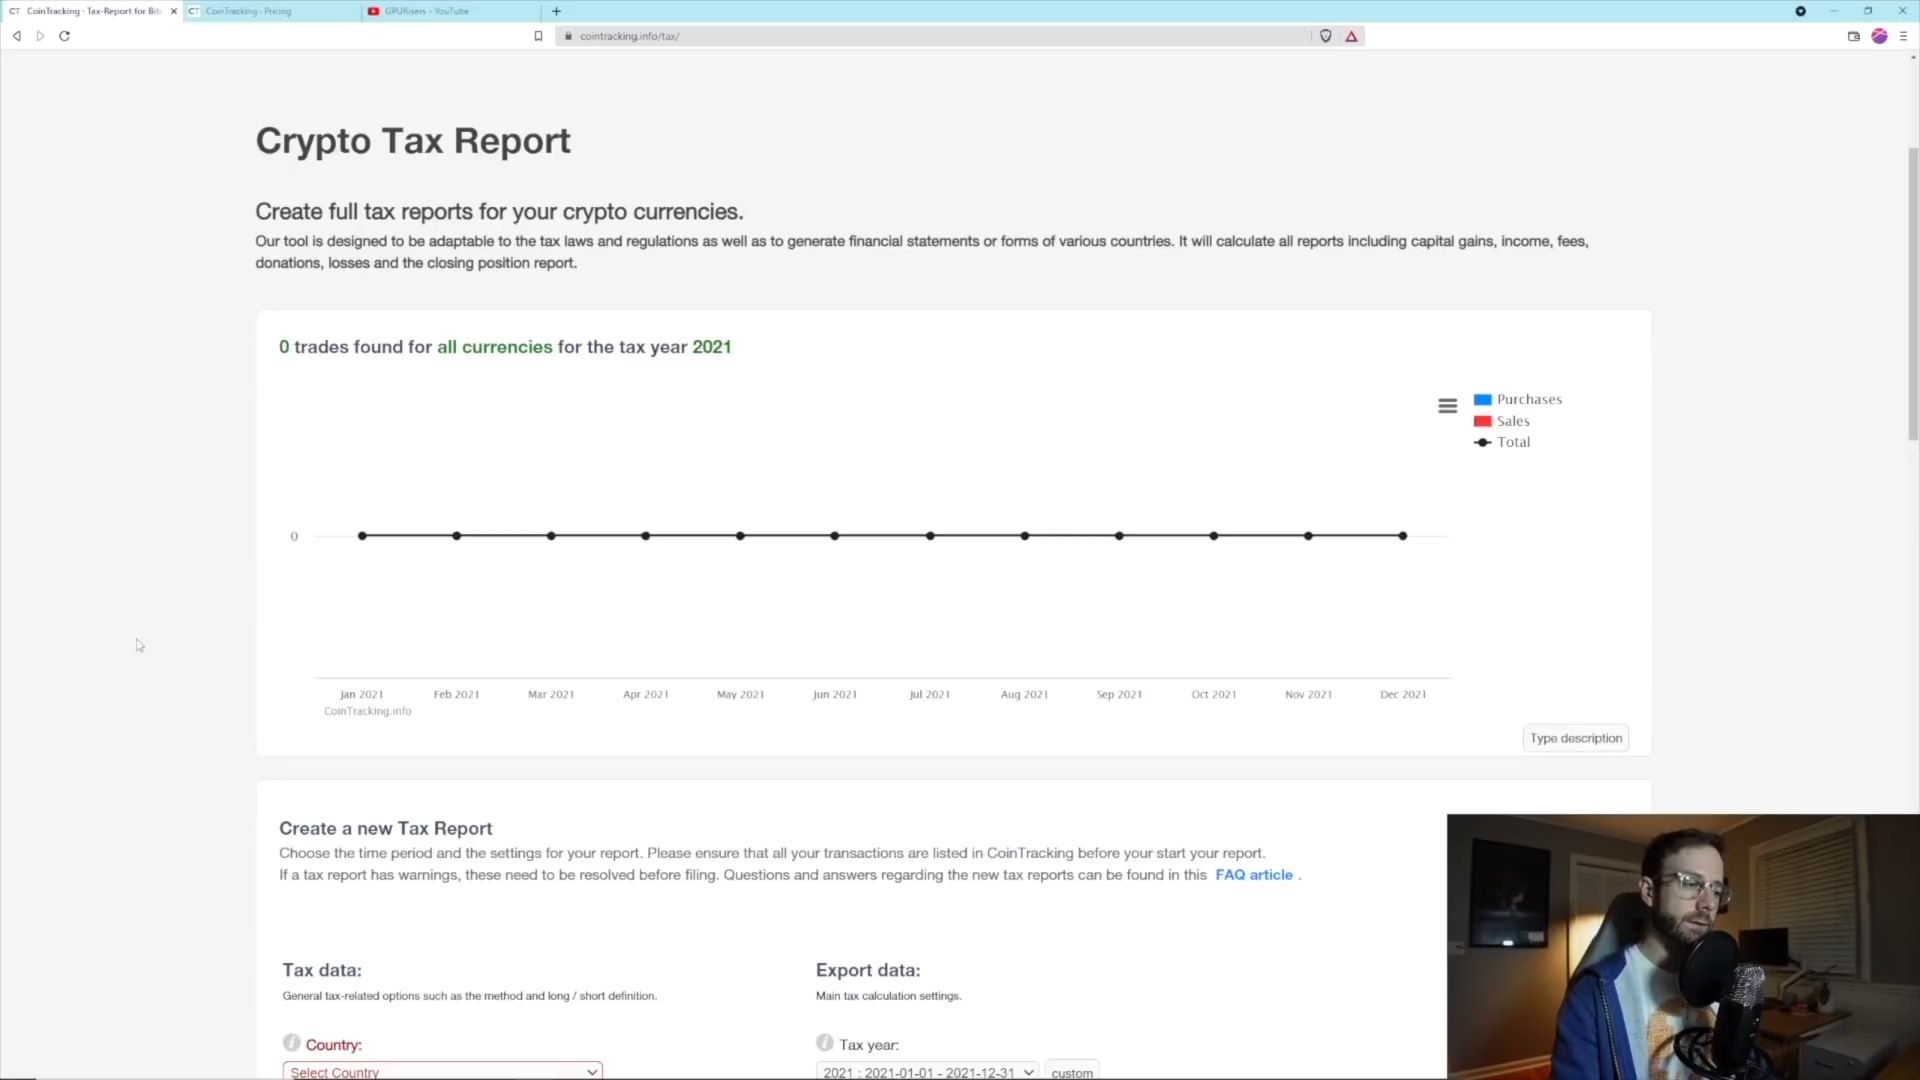 CT CoinTracking · Tax-Report for Bitc
CT CoinTracking · Pricing
GPURisers - YouTube
cointracking.info/tax/
Crypto Tax Report
Create full tax reports for your crypto currencies.
Our tool is designed to be adaptable to the tax laws and regulations as well as to generate financial statements or forms of various countries. It will calculate all reports including capital gains, income, fees,
donations, losses and the closing position report.
0 trades found for all currencies for the tax year 2021
Purchases
Sales
Total
0
Jan 2021 Feb 2021 Mar 2021 Apr 2021 May 2021 Jun 2021 Jul 2021 Aug 2021 Sep 2021 Oct 2021 Nov 2021 Dec 2021
CoinTracking.info
Type description
Create a new Tax Report
Choose the time period and the settings for your report. Please ensure that all your transactions are listed in CoinTracking before your start your report.
If a tax report has warnings, these need to be resolved before filing. Questions and answers regarding the new tax reports can be found in this FAQ article .
Tax data:
General tax-related options such as the method and long / short definition.
Export data:
Main tax calculation settings.
i Country:
Select Country
i Tax year:
2021 : 2021-01-01 - 2021-12-31
custom